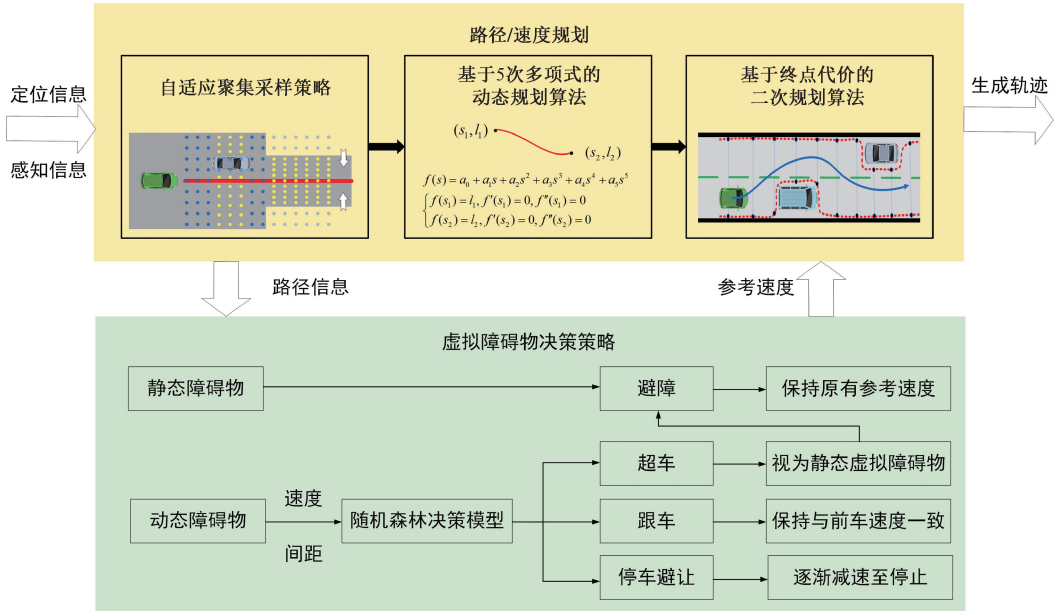 路径/速度规划
定位信息
感知信息
自适应聚集采样策略
基于5次多项式的
动态规划算法
(s₁,l₁)
(s₂,l₂)
f(s)=a₀+a₁s+a₂s²+a₃s³+a₄s⁴+a₅s⁵
f(s₁)=l₁,f′(s₁)=0,f″(s₁)=0
f(s₂)=l₂,f′(s₂)=0,f″(s₂)=0
基于终点代价的
二次规划算法
生成轨迹
路径信息
参考速度
虚拟障碍物决策策略
静态障碍物
避障
保持原有参考速度
超车
视为静态虚拟障碍物
动态障碍物
速度
间距
随机森林决策模型
跟车
保持与前车速度一致
停车避让
逐渐减速至停止